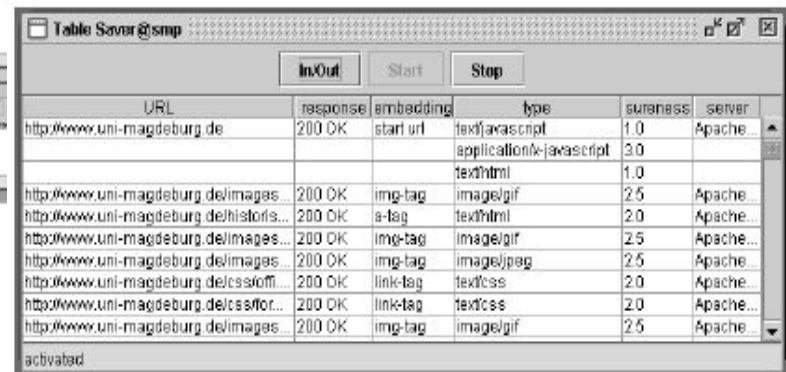 Table Saver@smp
In/Out Start Stop
URL response embedding type sureness server
http://www.uni-magdeburg.de 200 OK start url text/javascript 1.0 Apache...
application/x-javascript 3.0
text/html 1.0
http://www.uni-magdeburg.de/images... 200 OK img-tag image/gif 2.5 Apache...
http://www.uni-magdeburg.de/historis... 200 OK a-tag text/html 2.0 Apache...
http://www.uni-magdeburg.de/images... 200 OK img-tag image/gif 2.5 Apache...
http://www.uni-magdeburg.de/images... 200 OK img-tag image/jpeg 2.5 Apache...
http://www.uni-magdeburg.de/css/offi... 200 OK link-tag text/css 2.0 Apache...
http://www.uni-magdeburg.de/css/for... 200 OK link-tag text/css 2.0 Apache...
http://www.uni-magdeburg.de/images... 200 OK img-tag image/gif 2.5 Apache...
activated